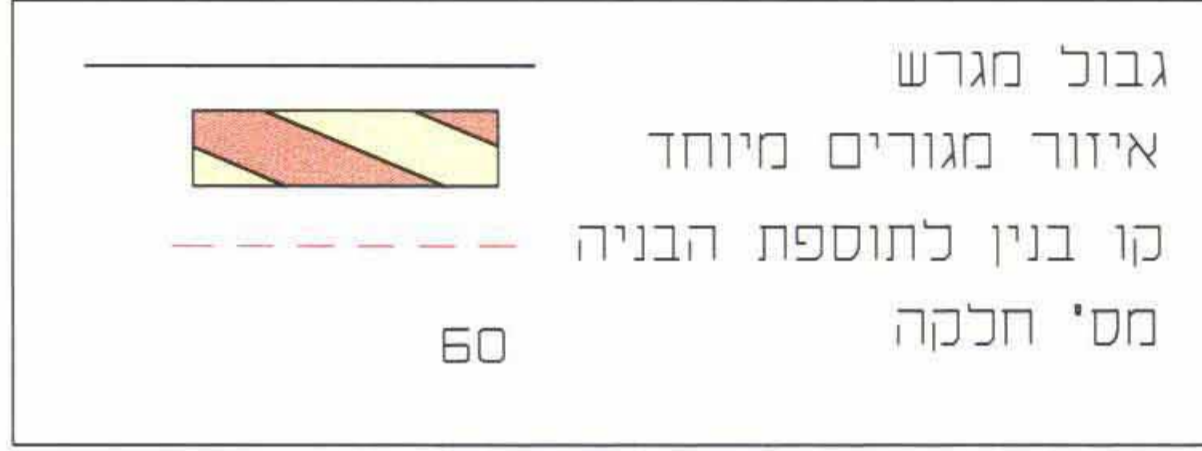 גבול מגרש
איזור מגורים מיוחד
קו בנין לתוספת הבניה
מס' חלקה 60